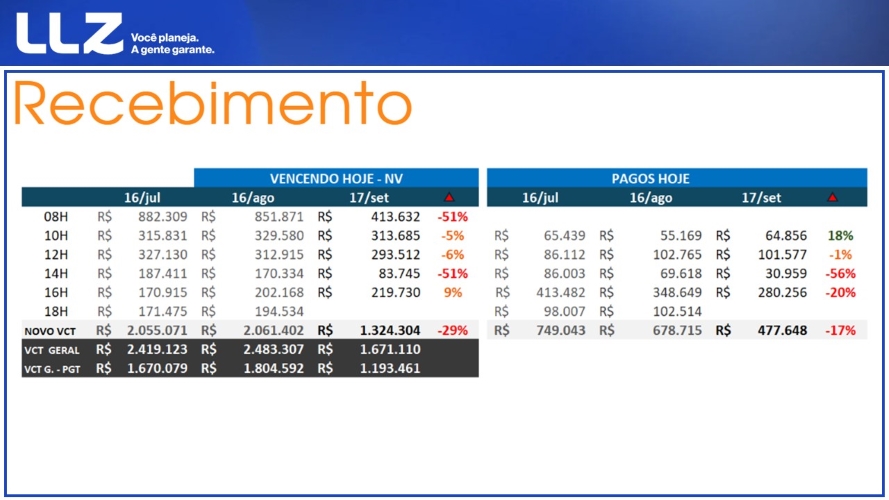 LLZ Você planeja.
A gente garante.
Recebimento
VENCENDO HOJE - NV PAGOS HOJE
16/jul 16/ago 17/set 16/jul 16/ago 17/set
08H R$ 882.309 R$ 851.871 R$ 413.632 -51%
10H R$ 315.831 R$ 329.580 R$ 313.685 -5% R$ 65.439 R$ 55.169 R$ 64.856 18%
12H R$ 327.130 R$ 312.915 R$ 293.512 -6% R$ 86.112 R$ 102.765 R$ 101.577 -1%
14H R$ 187.411 R$ 170.334 R$ 83.745 -51% R$ 86.003 R$ 69.618 R$ 30.959 -56%
16H R$ 170.915 R$ 202.168 R$ 219.730 9% R$ 413.482 R$ 348.649 R$ 280.256 -20%
18H R$ 171.475 R$ 194.534 R$ 98.007 R$ 102.514
NOVO VCT R$ 2.055.071 R$ 2.061.402 R$ 1.324.304 -29% R$ 749.043 R$ 678.715 R$ 477.648 -17%
VCT GERAL R$ 2.419.123 R$ 2.483.307 R$ 1.671.110
VCT G. - PGT R$ 1.670.079 R$ 1.804.592 R$ 1.193.461